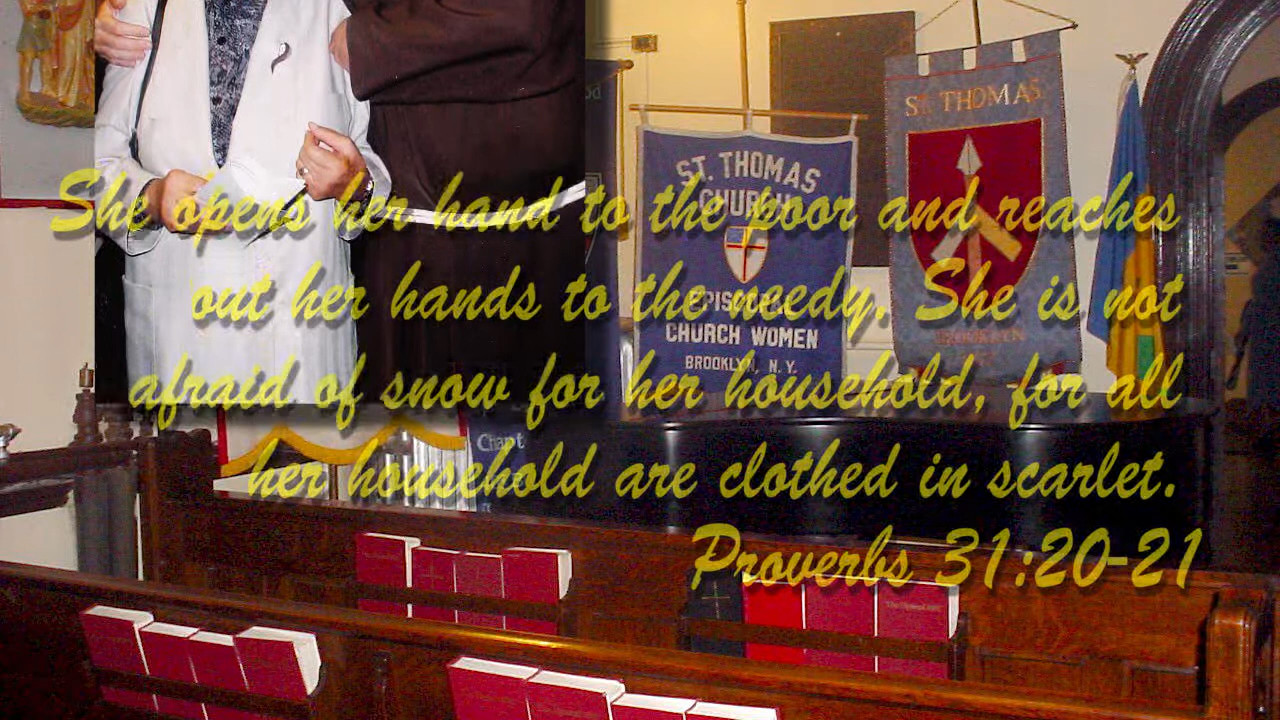 She opens her hand to the poor and reaches
out her hands to the needy. She is not
afraid of snow for her household, for all
her household are clothed in scarlet.
Proverbs 31:20-21
ST. THOMAS
CHURCH
EPISCOPAL
CHURCH WOMEN
BROOKLYN, N.Y.
ST. THOMAS
BROOKLYN